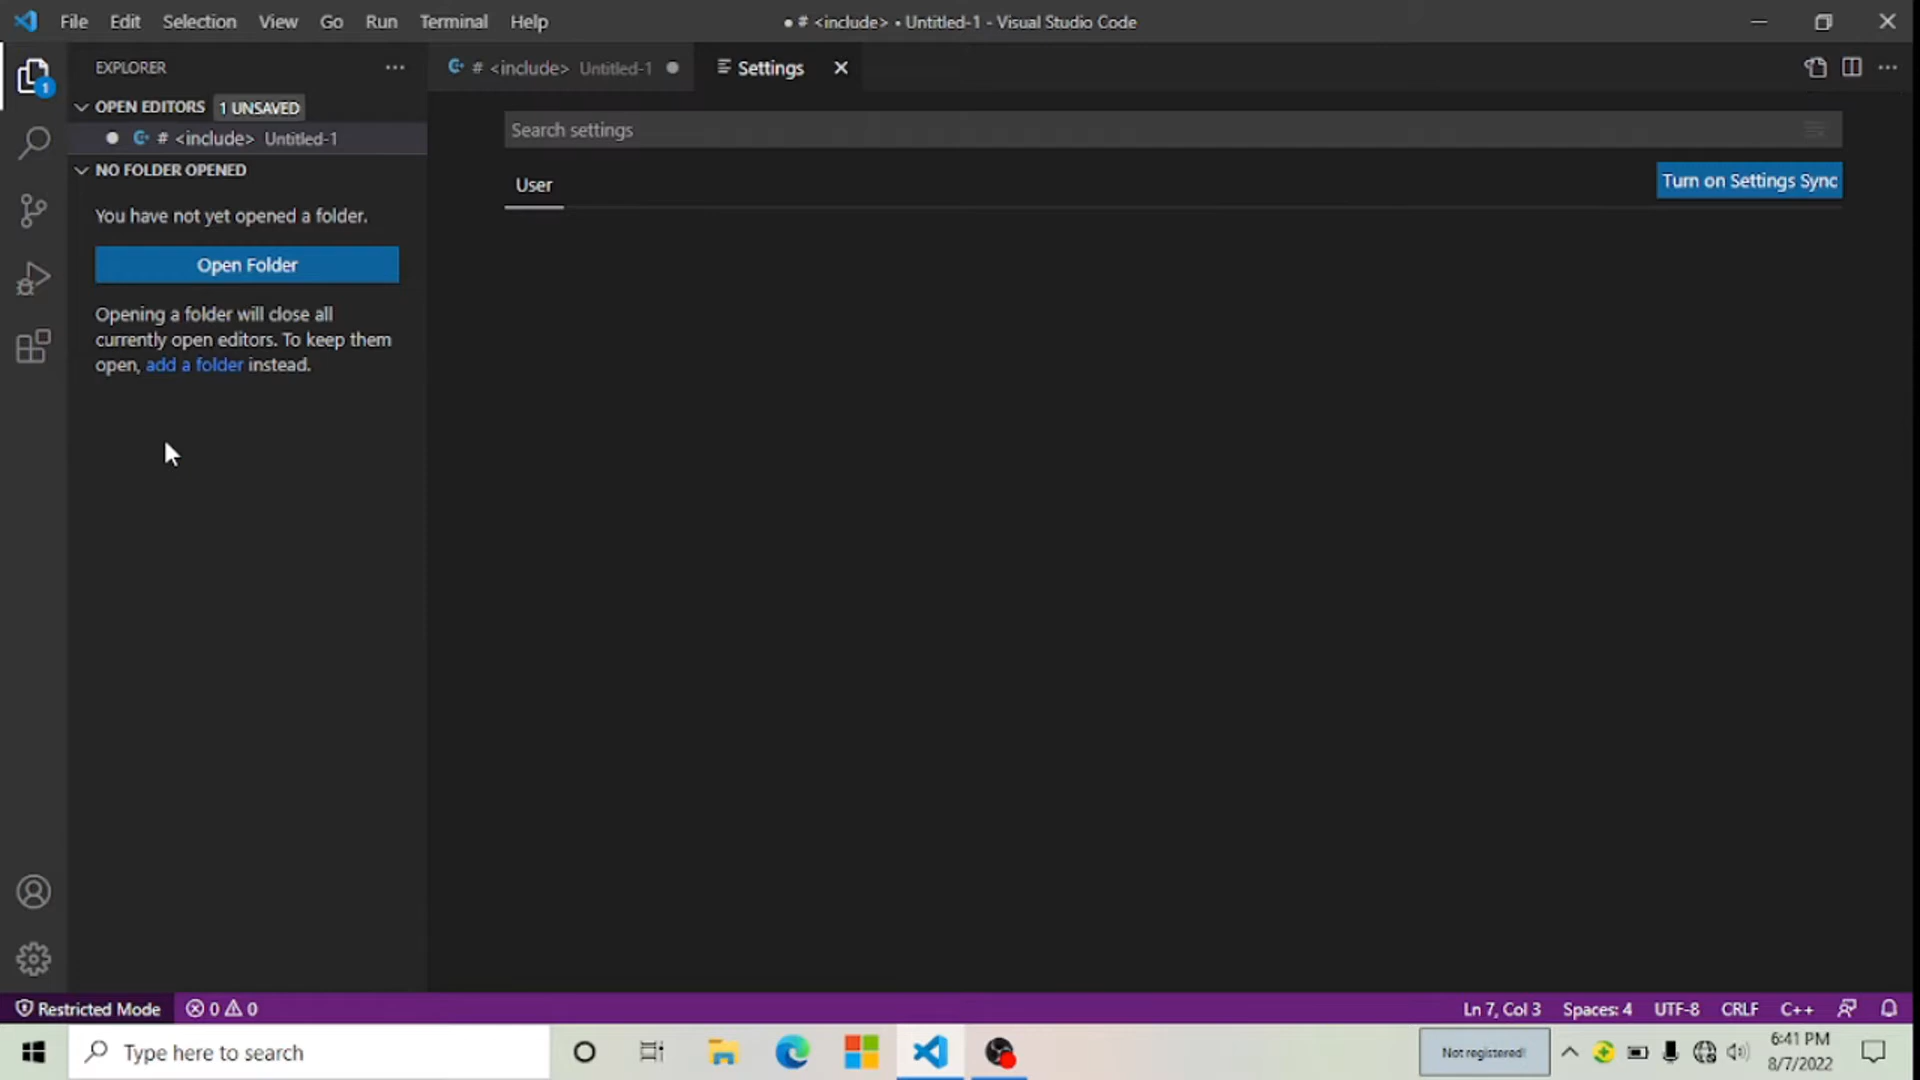 File Edit Selection View Go Run Terminal Help
● # <include> • Untitled-1 - Visual Studio Code
EXPLORER
# <include> Untitled-1
Settings
1
OPEN EDITORS 1 UNSAVED
# <include> Untitled-1
NO FOLDER OPENED
You have not yet opened a folder.
Open Folder
Opening a folder will close all
currently open editors. To keep them
open, add a folder instead.
Search settings
User
Turn on Settings Sync
Restricted Mode 0 0
Ln 7, Col 3 Spaces: 4 UTF-8 CRLF C++
Type here to search
Not registered!
6:41 PM
8/7/2022